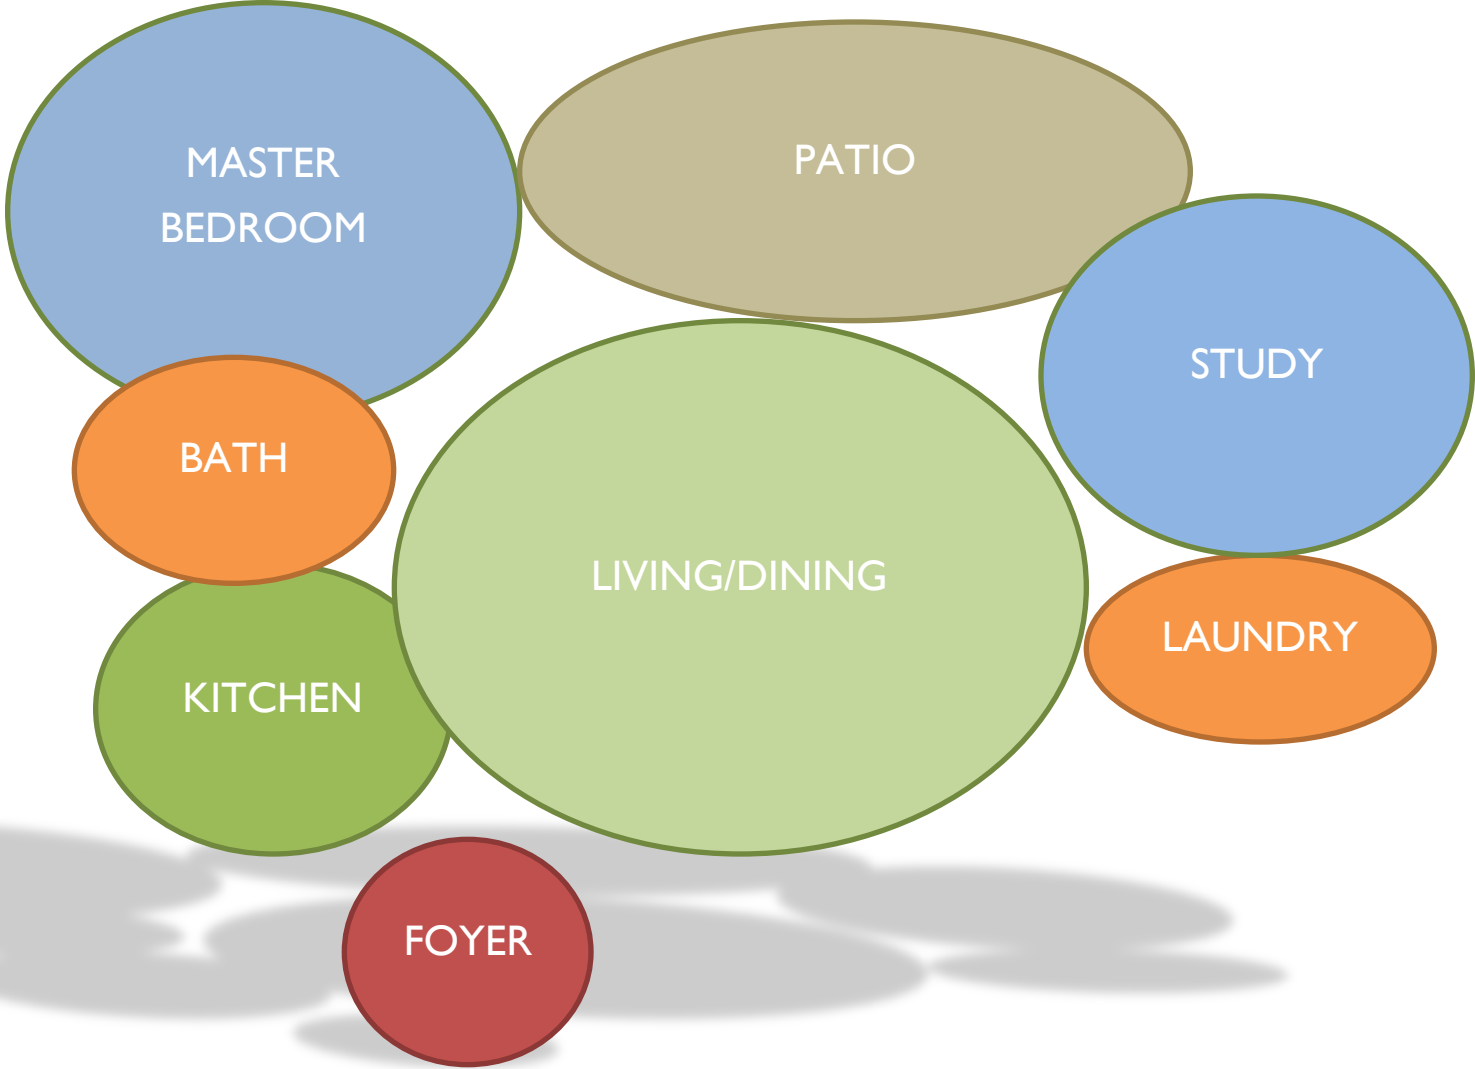 MASTER
BEDROOM
PATIO
STUDY
BATH
LIVING/DINING
LAUNDRY
KITCHEN
FOYER